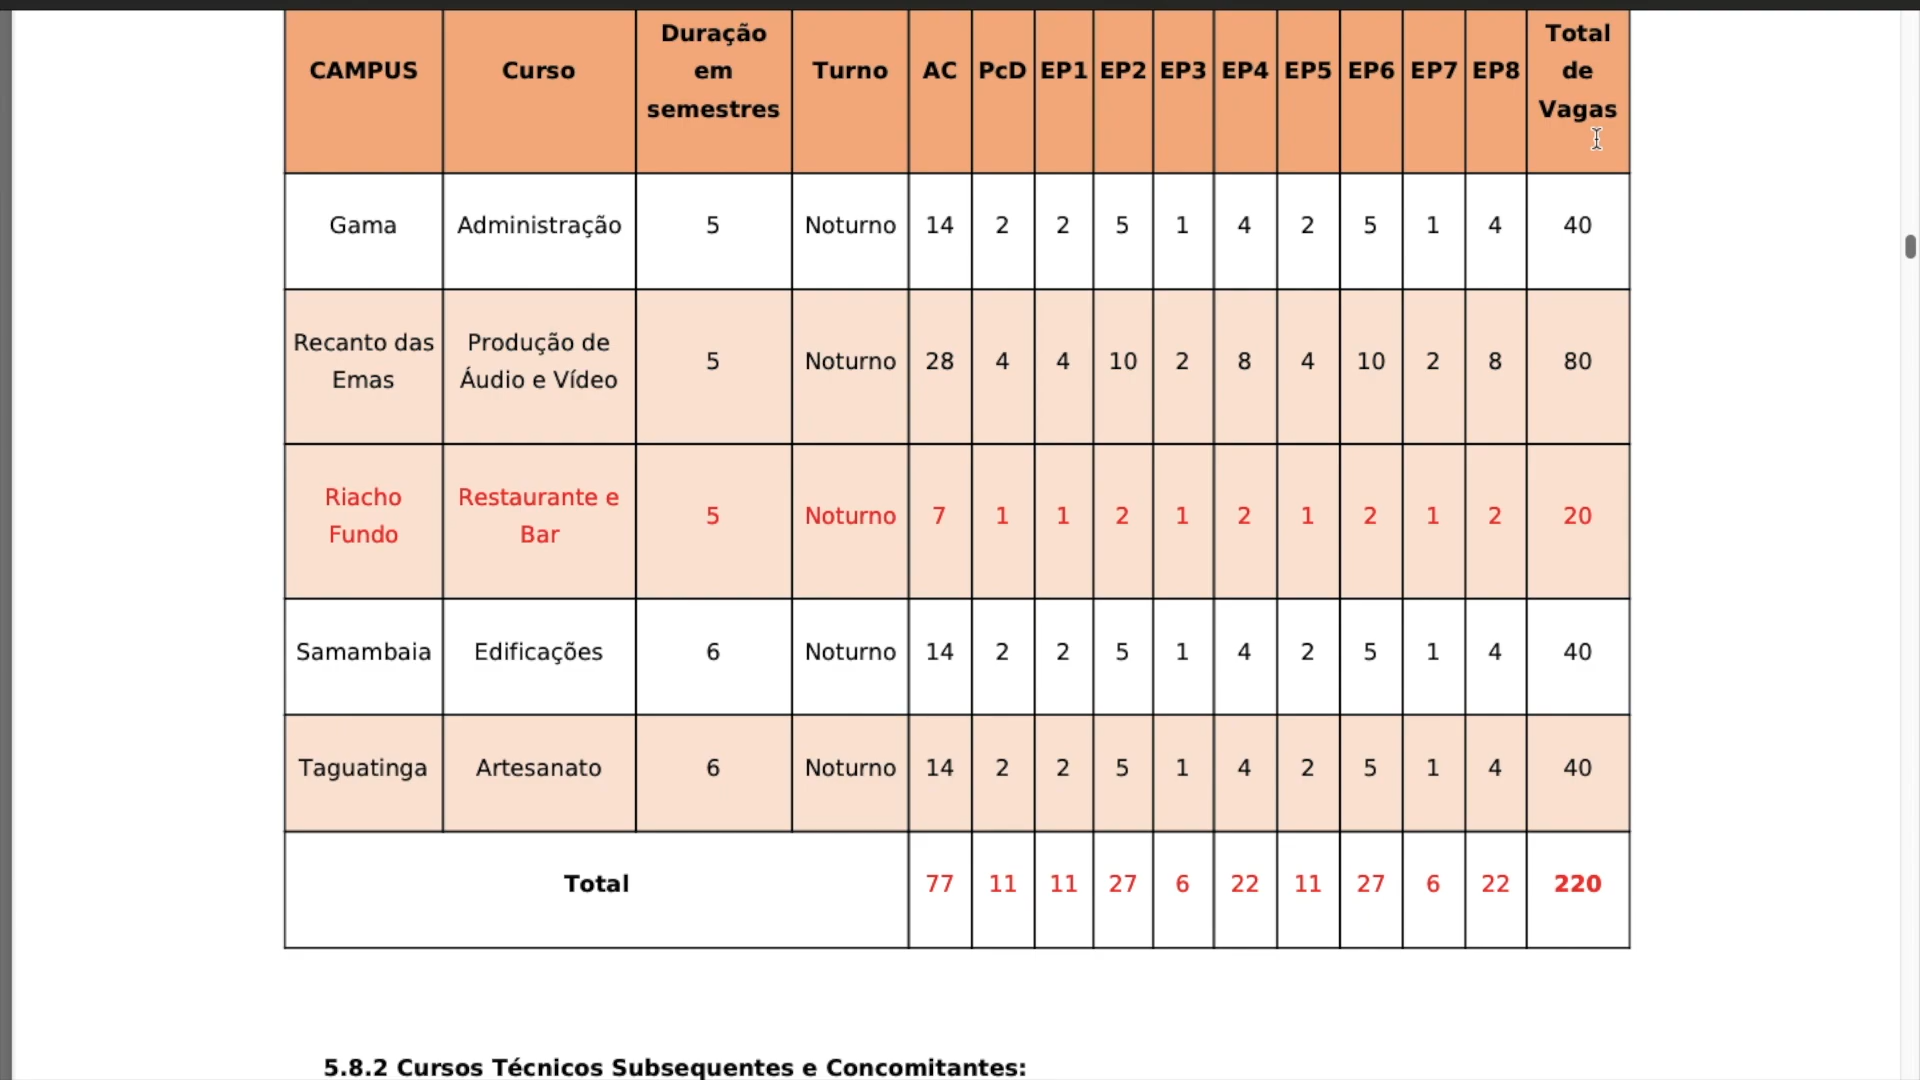 CAMPUS Curso Duração em semestres Turno AC PcD EP1 EP2 EP3 EP4 EP5 EP6 EP7 EP8 Total de Vagas
Gama Administração 5 Noturno 14 2 2 5 1 4 2 5 1 4 40
Recanto das Emas Produção de Áudio e Vídeo 5 Noturno 28 4 4 10 2 8 4 10 2 8 80
Riacho Fundo Restaurante e Bar 5 Noturno 7 1 1 2 1 2 1 2 1 2 20
Samambaia Edificações 6 Noturno 14 2 2 5 1 4 2 5 1 4 40
Taguatinga Artesanato 6 Noturno 14 2 2 5 1 4 2 5 1 4 40
Total 77 11 11 27 6 22 11 27 6 22 220
5.8.2 Cursos Técnicos Subsequentes e Concomitantes: